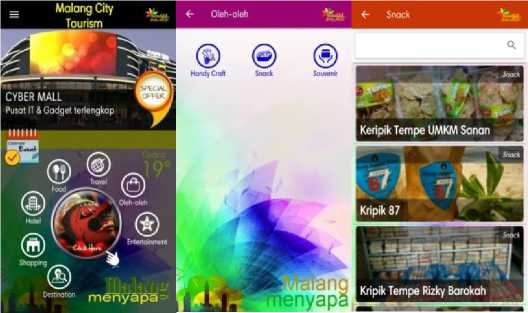 Malang City
Tourism
CYBER MALL
Pusat IT & Gadget terlengkap
SPECIAL
OFFER
Event
19°
Travel
Food
Oleh-oleh
Hotel
Click Here
Entertainment
Shopping
Destination
Malang
menyapa
Oleh-oleh
Handy Craft
Snack
Souvenir
Malang
menyapa
Snack
Snack
Keripik Tempe UMKM Sanan
Snack
Kripik 87
Snack
Kripik Tempe Rizky Barokah